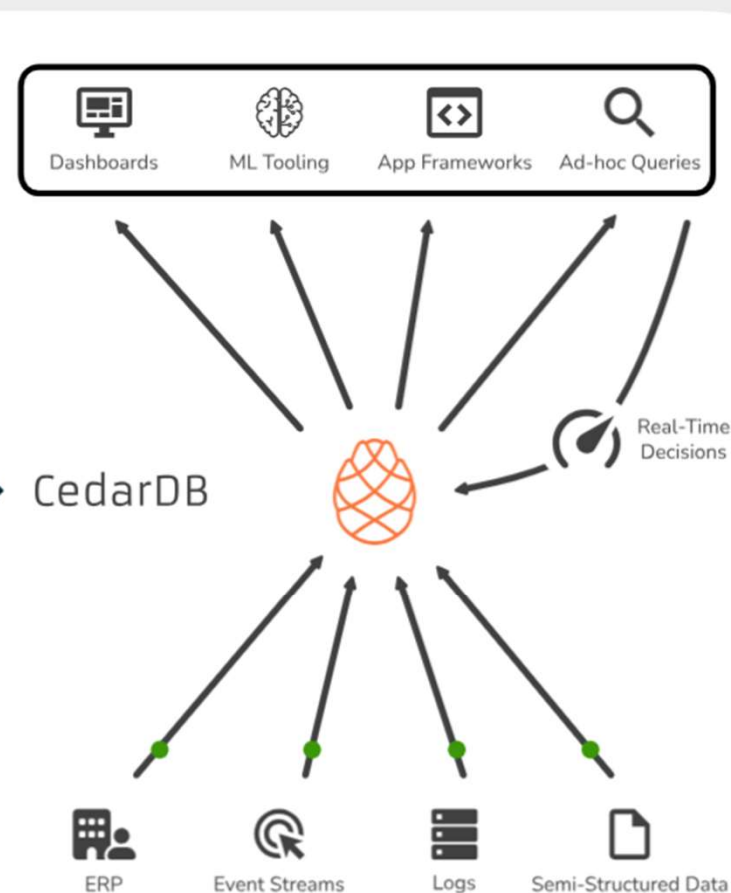 Dashboards
ML Tooling
App Frameworks
Ad-hoc Queries
Real-Time
Decisions
CedarDB
ERP
Event Streams
Logs
Semi-Structured Data